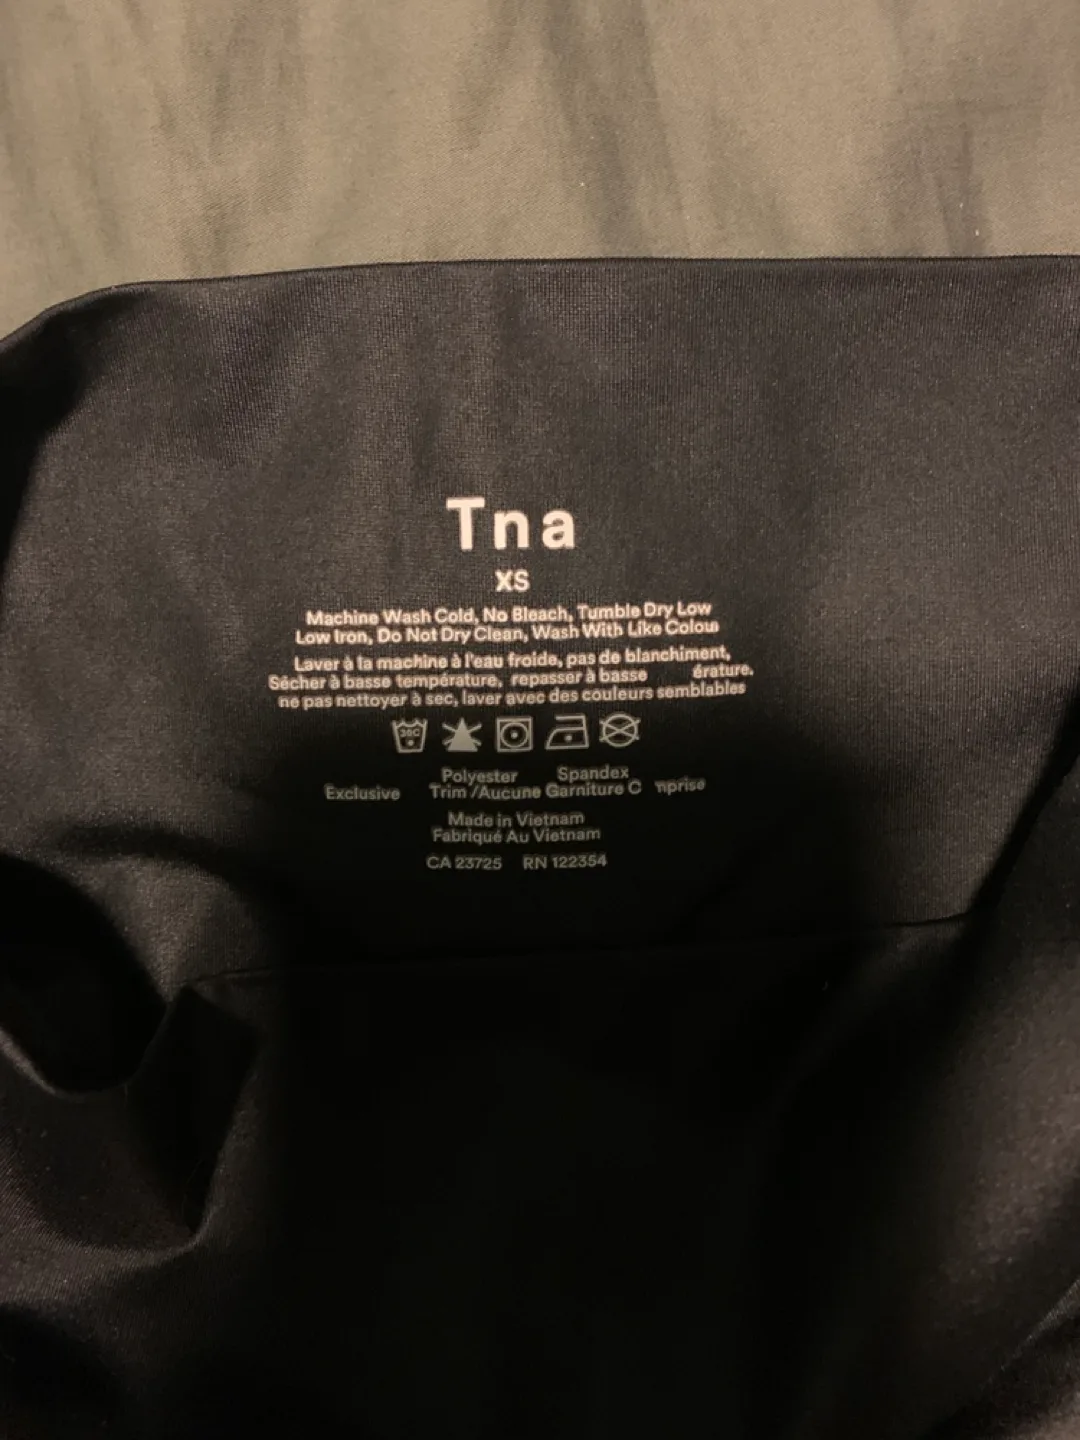 Tna
XS
Machine Wash Cold, No Bleach, Tumble Dry Low
Low Iron, Do Not Dry Clean, Wash With Like Colour
Laver à la machine à l'eau froide, pas de blanchiment,
Sécher à basse température, repasser à basse érature.
ne pas nettoyer à sec, laver avec des couleurs semblables
30C
Polyester Spandex
Exclusive Trim /Aucune Garniture C nprise
Made in Vietnam
Fabriqué Au Vietnam
CA 23725 RN 122354